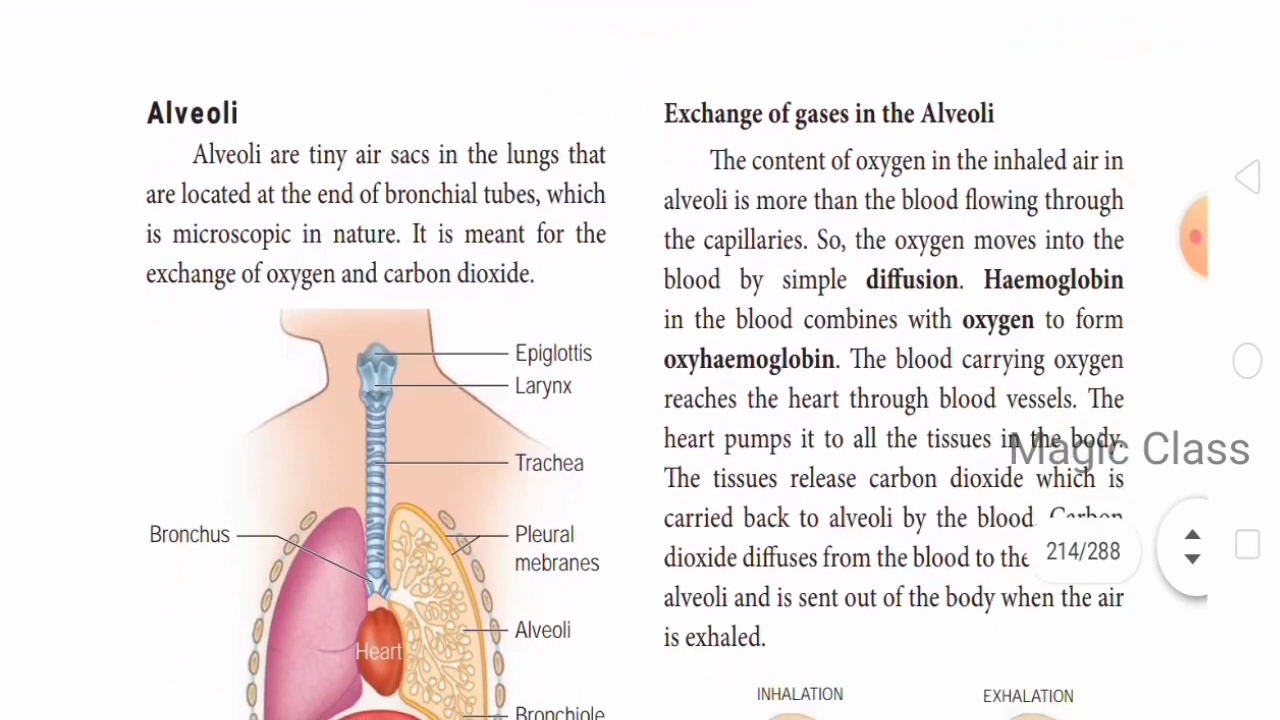 Alveoli
Alveoli are tiny air sacs in the lungs that
are located at the end of bronchial tubes, which
is microscopic in nature. It is meant for the
exchange of oxygen and carbon dioxide.
Epiglottis
Larynx
Trachea
Bronchus
Pleural
mebranes
Alveoli
Heart
Bronchiole
Exchange of gases in the Alveoli
The content of oxygen in the inhaled air in
alveoli is more than the blood flowing through
the capillaries. So, the oxygen moves into the
blood by simple diffusion. Haemoglobin
in the blood combines with oxygen to form
oxyhaemoglobin. The blood carrying oxygen
reaches the heart through blood vessels. The
heart pumps it to all the tissues in the body.
The tissues release carbon dioxide which is
carried back to alveoli by the blood. Carbon
dioxide diffuses from the blood to the
alveoli and is sent out of the body when the air
is exhaled.
INHALATION
EXHALATION
Magic Class
214/288